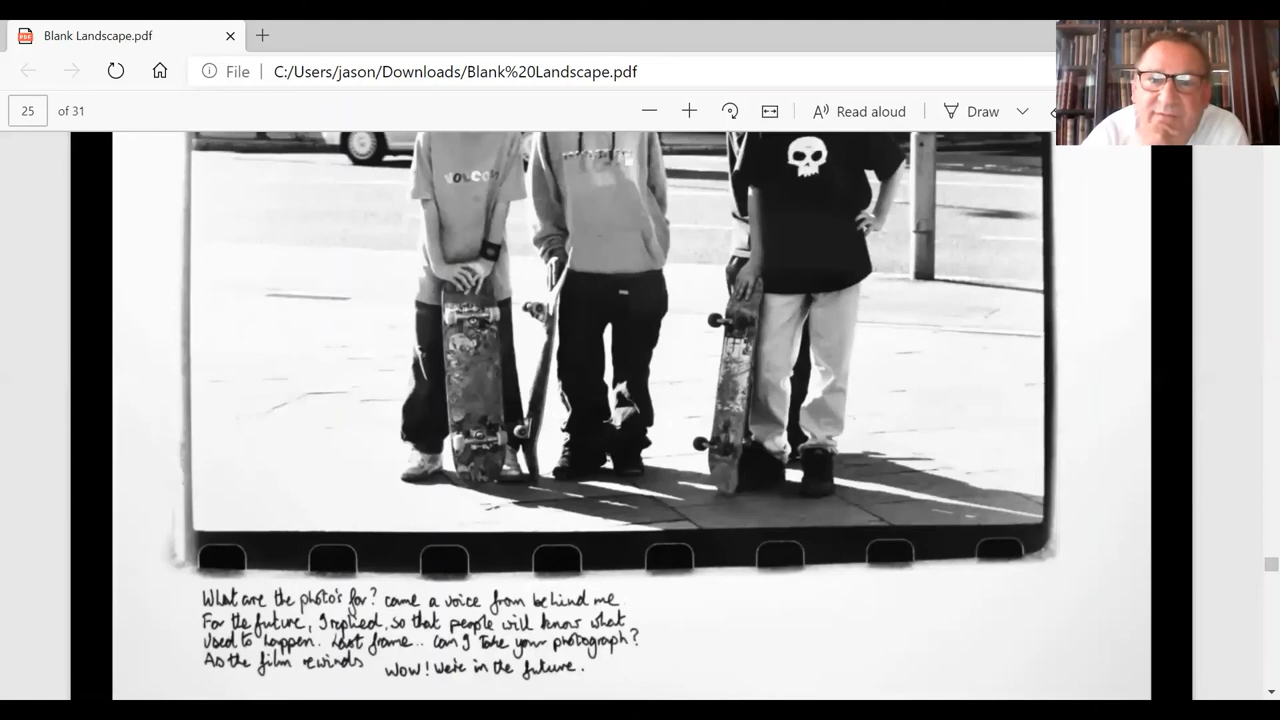 Blank Landscape.pdf
File
C:/Users/jason/Downloads/Blank%20Landscape.pdf
25 of 31
Read aloud
Draw
VOLCOM
What are the photo's for? came a voice from behind me
For the future, I replied, so that people will know what
used to happen. Last frame.. can I take your photograph?
As the film rewinds wow! We're in the future.